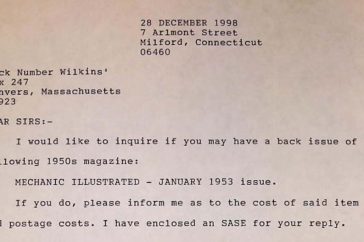 28 DECEMBER 1998
7 Arlmont Street
Milford, Connecticut
06460
ck Number Wilkins'
x 247
nvers, Massachusetts
923
AR SIRS:-
I would like to inquire if you may have a back issue of
llowing 1950s magazine:
MECHANIC ILLUSTRATED - JANUARY 1953 issue.
If you do, please inform me as to the cost of said item
d postage costs. I have enclosed an SASE for your reply.